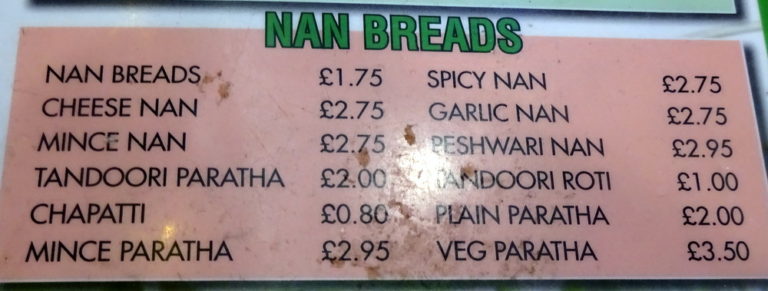 NAN BREADS
NAN BREADS £1.75
CHEESE NAN £2.75
MINCE NAN £2.75
TANDOORI PARATHA £2.00
CHAPATTI £0.80
MINCE PARATHA £2.95
SPICY NAN £2.75
GARLIC NAN £2.75
PESHWARI NAN £2.95
TANDOORI ROTI £1.00
PLAIN PARATHA £2.00
VEG PARATHA £3.50